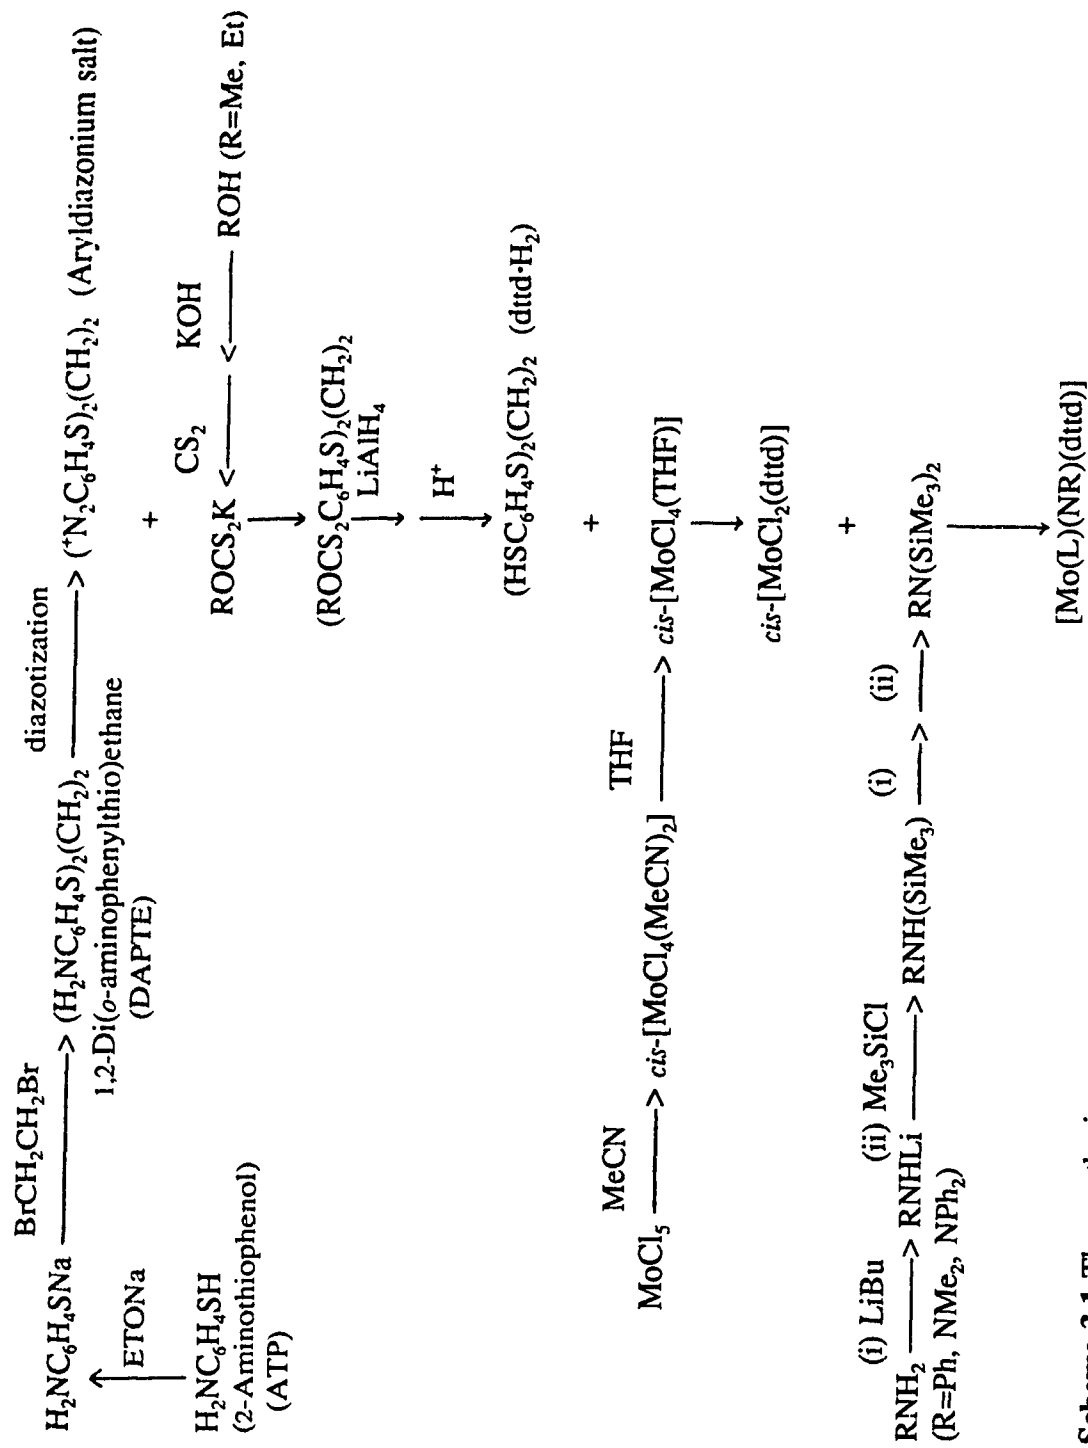 BrCH₂CH₂Br diazotization
H₂NC₆H₄SNa ——> (H₂NC₆H₄S)₂(CH₂)₂ ——> (⁺N₂C₆H₄S)₂(CH₂)₂ (Aryldiazonium salt)
1,2-Di(o-aminophenylthio)ethane
(DAPTE)
ETONa
H₂NC₆H₄SH
(2-Aminothiophenol)
(ATP)
+
CS₂ KOH
ROCS₂K <—— <—— ROH (R=Me, Et)
(ROCS₂C₆H₄S)₂(CH₂)₂
LiAlH₄
H⁺
(HSC₆H₄S)₂(CH₂)₂ (dttd·H₂)
+
MeCN THF
MoCl₅ ——> cis-[MoCl₄(MeCN)₂] ——> cis-[MoCl₄(THF)]
cis-[MoCl₂(dttd)]
+
(i) LiBu (ii) Me₃SiCl (i) (ii)
RNH₂ ——> RNHLi ——> RNH(SiMe₃) ——> ——> RN(SiMe₃)₂
(R=Ph, NMe₂, NPh₂)
[Mo(L)(NR)(dttd)]
Scheme 3.1 The